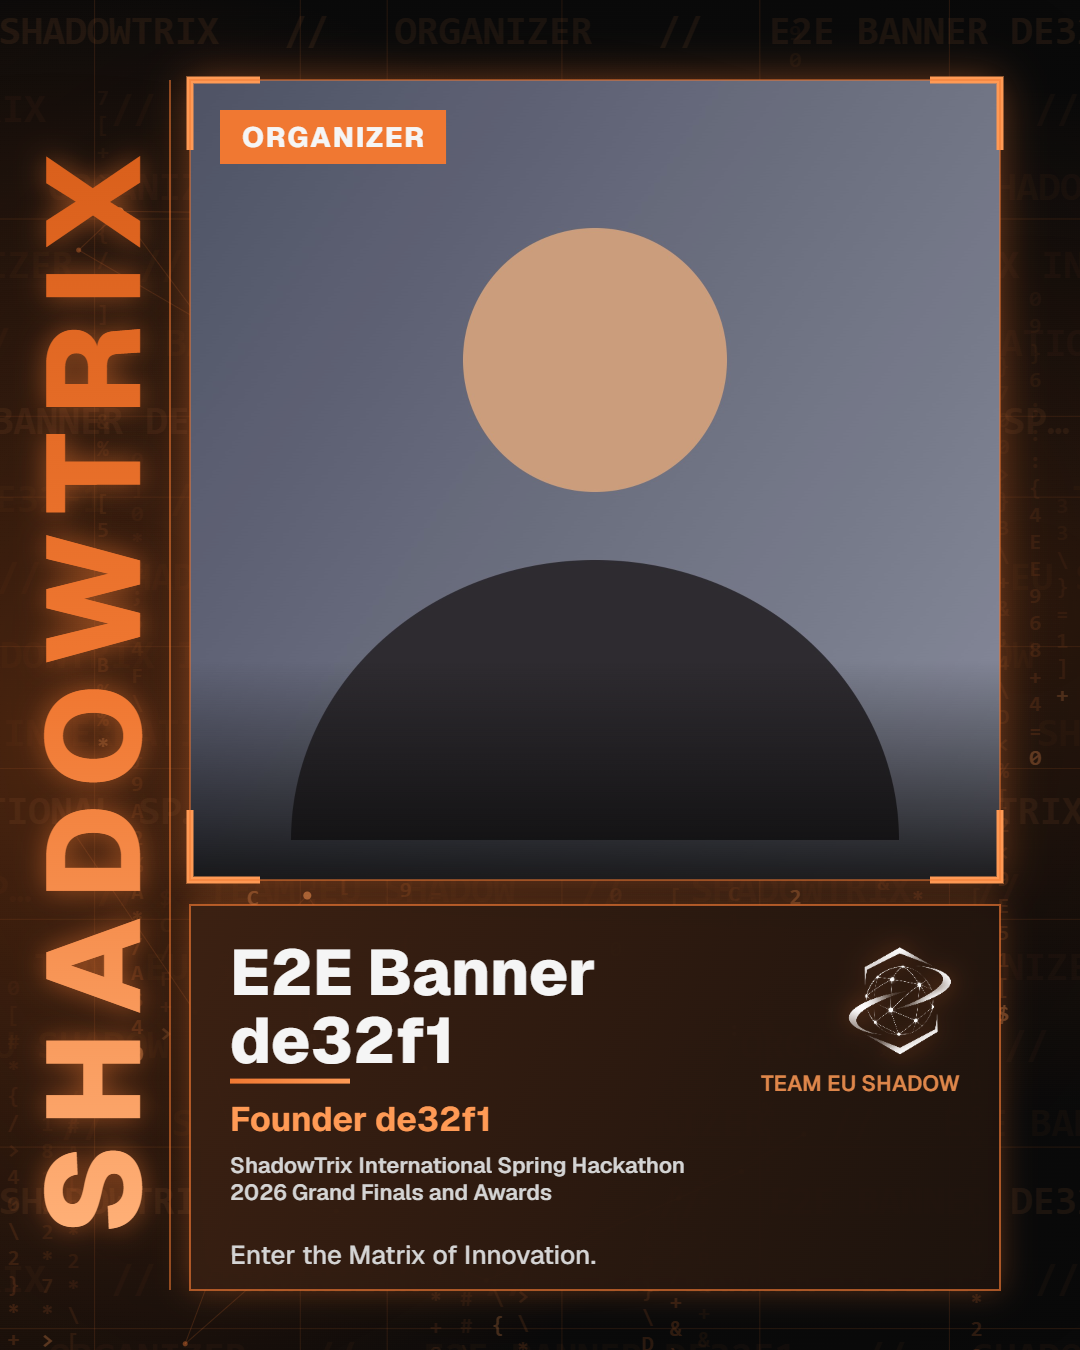 SHADOWTRIX // ORGANIZER // E2E BANNER DE3
SHADOWTRIX
ORGANIZER
E2E Banner
de32f1
Founder de32f1
ShadowTrix International Spring Hackathon
2026 Grand Finals and Awards
Enter the Matrix of Innovation.
TEAM EU SHADOW